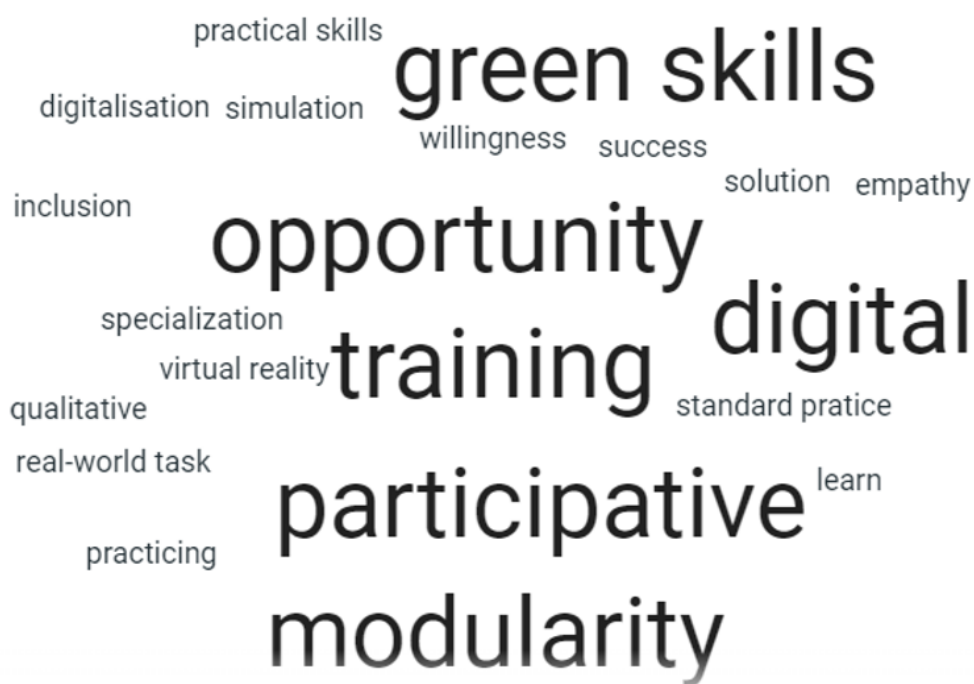 practical skills
green skills
digitalisation
simulation
willingness
success
solution
empathy
inclusion
opportunity
digital
specialization
training
virtual reality
qualitative
standard pratice
real-world task
participative
learn
practicing
modularity